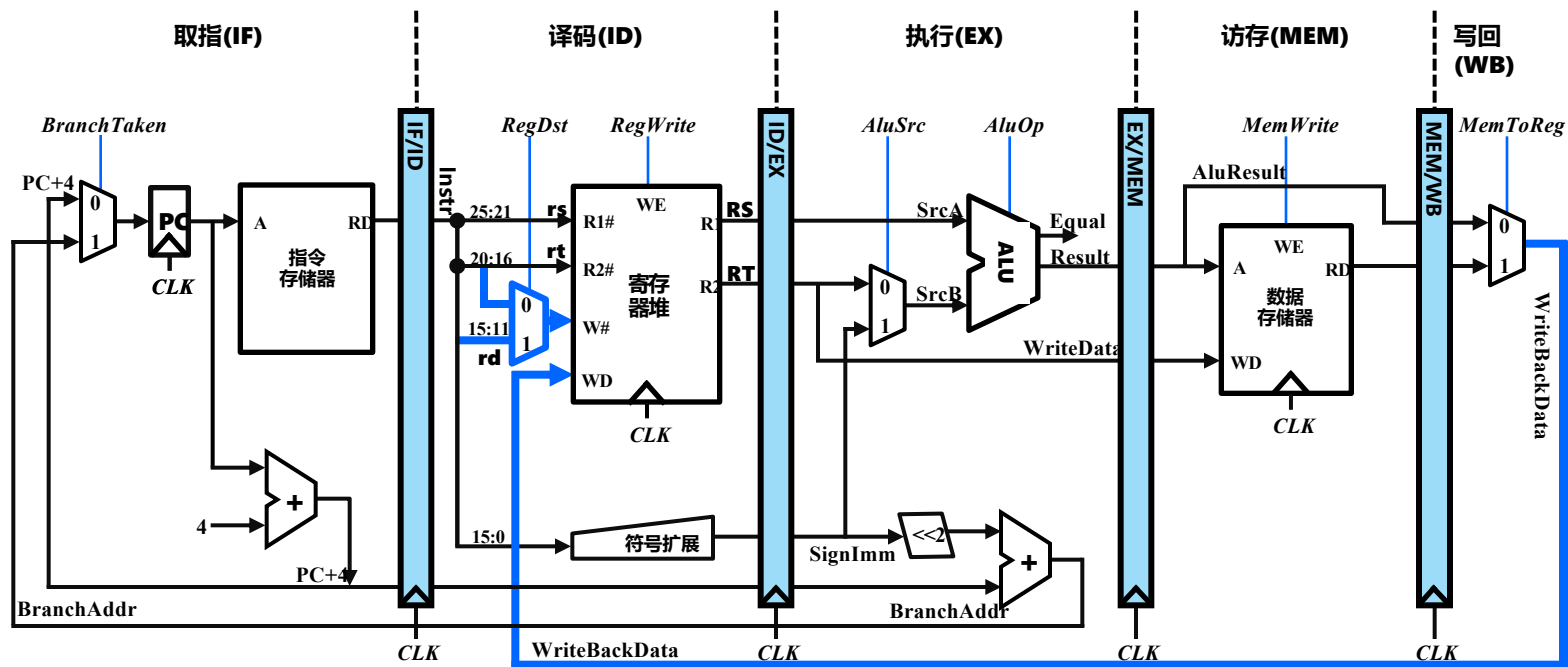 取指(IF)
译码(ID)
执行(EX)
访存(MEM)
写回
(WB)
BranchTaken
IF/ID
RegDst
RegWrite
ID/EX
AluSrc
AluOp
EX/MEM
MemWrite
MEM/WB
MemToReg
PC+4
0
1
PC
CLK
A
RD
指令
存储器
Instr
25:21
rs
R1#
WE
R1
RS
20:16
rt
R2#
寄存
器堆
R2
RT
0
1
15:11
rd
W#
WD
CLK
SrcA
0
1
SrcB
ALU
Equal
Result
WriteData
AluResult
WE
A
RD
数据
存储器
WD
CLK
0
1
WriteBackData
4
+
15:0
符号扩展
SignImm
<<2
+
PC+4
BranchAddr
BranchAddr
CLK
WriteBackData
CLK
CLK
CLK